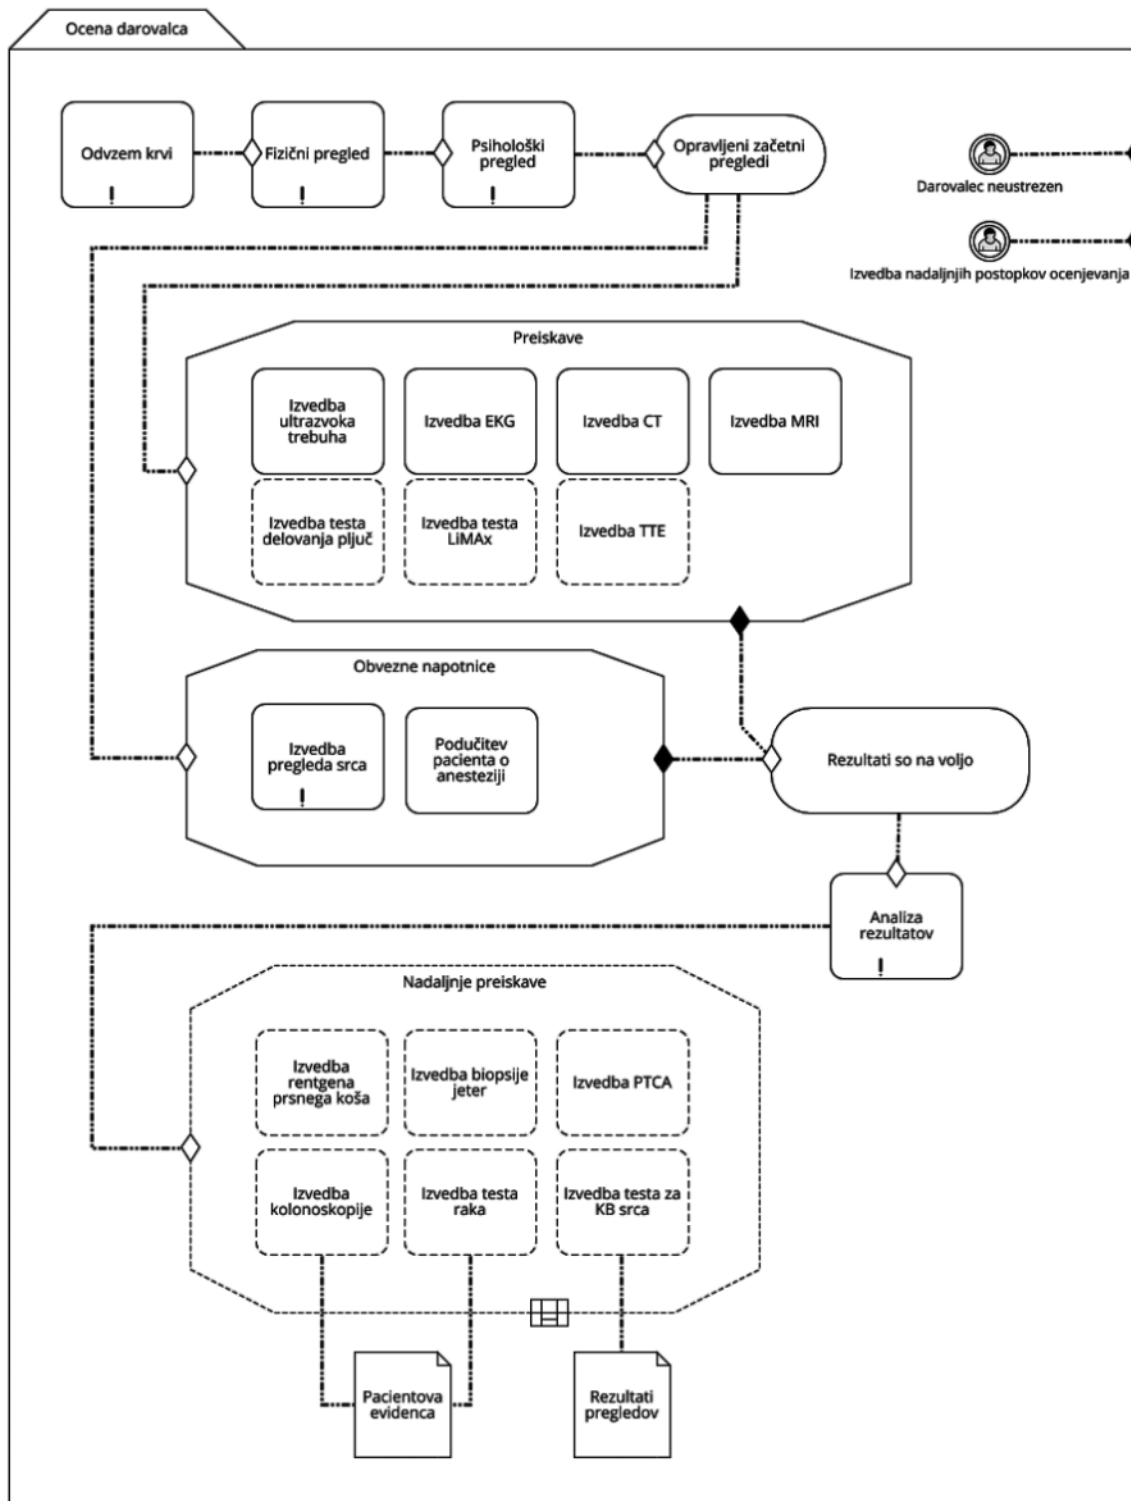 Ocena darovalca
Odvzem krvi
Fizični pregled
Psihološki
pregled
Opravljeni začetni
pregledi
Darovalec neustrezen
Izvedba nadaljnjih postopkov ocenjevanja
Preiskave
Izvedba
ultrazvoka
trebuha
Izvedba EKG
Izvedba CT
Izvedba MRI
Izvedba testa
delovanja pljuč
Izvedba testa
LiMAx
Izvedba TTE
Obvezne napotnice
Izvedba
pregleda srca
Podučitev
pacienta o
anesteziji
Rezultati so na voljo
Analiza
rezultatov
Nadaljnje preiskave
Izvedba
rentgena
prsnega koša
Izvedba biopsije
jeter
Izvedba PTCA
Izvedba
kolonoskopije
Izvedba testa
raka
Izvedba testa za
KB srca
Pacientova
evidenca
Rezultati
pregledov